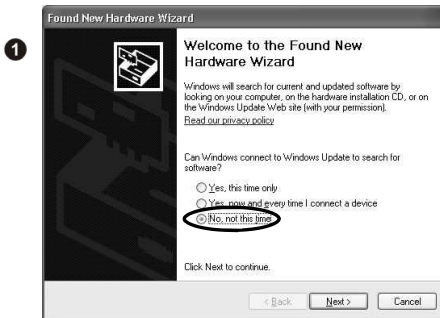 Found New Hardware Wizard
1
Welcome to the Found New
Hardware Wizard
Windows will search for current and updated software by
looking on your computer, on the hardware installation CD, or on
the Windows Update Web site (with your permission).
Read our privacy policy
Can Windows connect to Windows Update to search for
software?
Yes, this time only
Yes, now and every time I connect a device
No, not this time
Click Next to continue.
< Back Next > Cancel